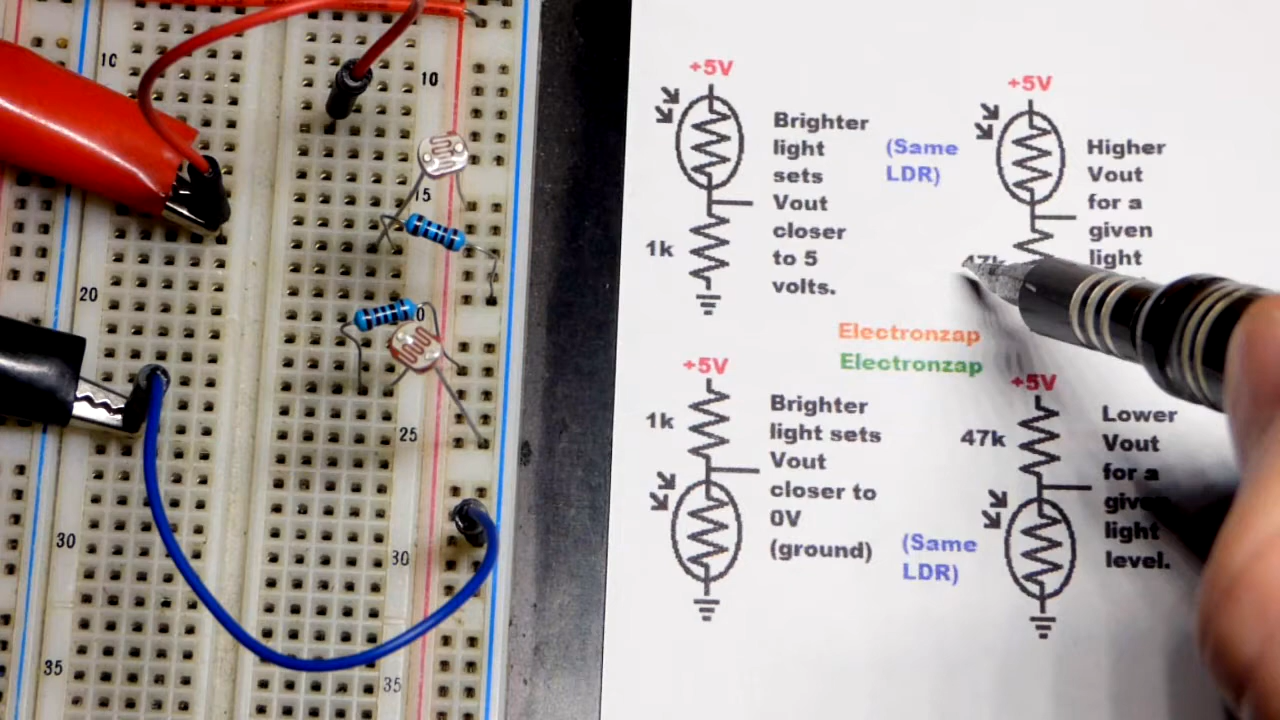 10
20
30
35
10
15
25
30
35
+5V
Brighter
light
sets
Vout
closer
to 5
volts.
1k
(Same
LDR)
+5V
Higher
Vout
for a
given
light
47k
Electronzap
Electronzap
+5V
1k
Brighter
light sets
Vout
closer to
0V
(ground)
(Same
LDR)
+5V
47k
Lower
Vout
for a
given
light
level.